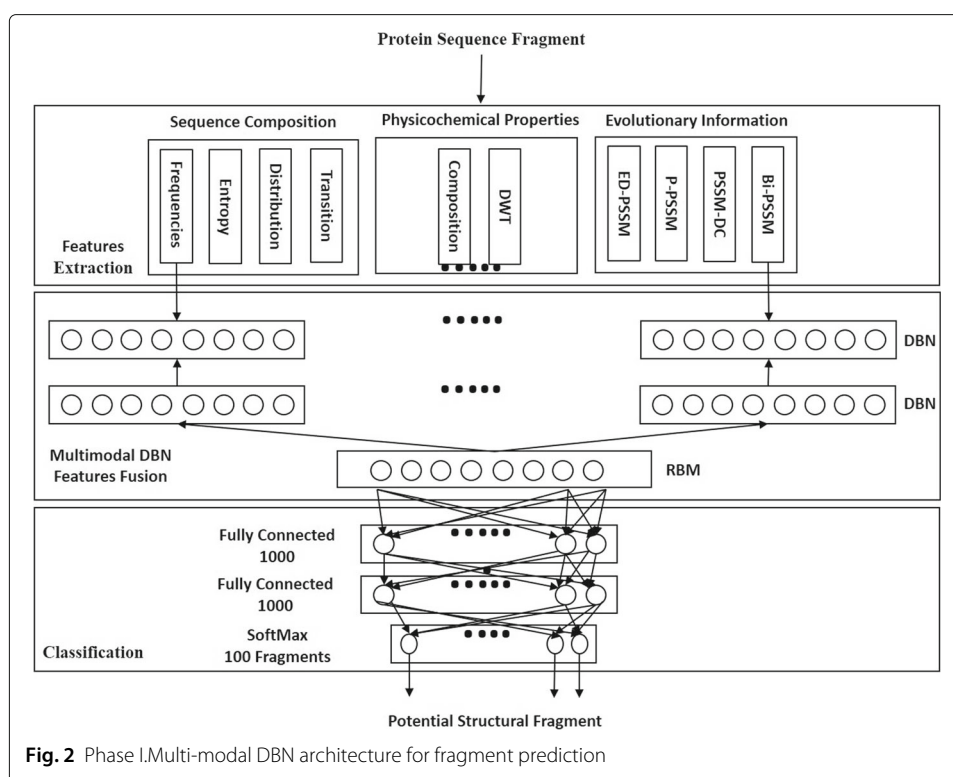 Protein Sequence Fragment
Sequence Composition
Physicochemical Properties
Evolutionary Information
Frequencies
Entropy
Distribution
Transition
Composition
DWT
ED-PSSM
P-PSSM
PSSM-DC
Bi-PSSM
Features
Extraction
DBN
DBN
Multimodal DBN
Features Fusion
RBM
Fully Connected
1000
Fully Connected
1000
SoftMax
100 Fragments
Classification
Potential Structural Fragment
Fig. 2 Phase I.Multi-modal DBN architecture for fragment prediction